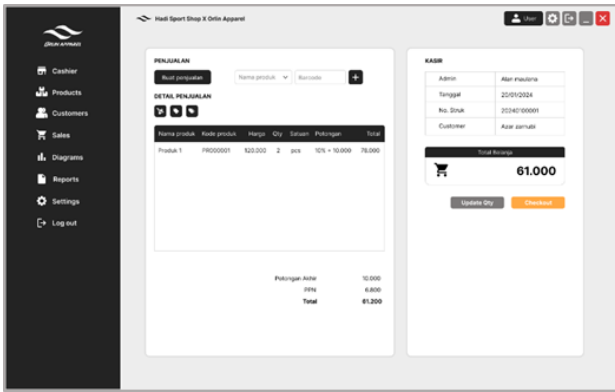 Hadi Sport Shop X Orlin Apparel
User
ORLIN APPAREL
Cashier
Products
Customers
Sales
Diagrams
Reports
Settings
Log out
PENJUALAN
Buat penjualan
Nama produk
Barcode
DETAIL PENJUALAN
Nama produk Kode produk Harga Qty Satuan Potongan Total
Produk 1 PR000001 $20.000 2 pcs 10% + 10.000 78.000
Potongan Akhir 10.000
PPN 6.800
Total 61.200
KASIR
Admin Alan maulana
Tanggal 20/01/2024
No. Struk 20240100001
Customer Azar zarnubi
Total Belanja
61.000
Update Qty
Checkout